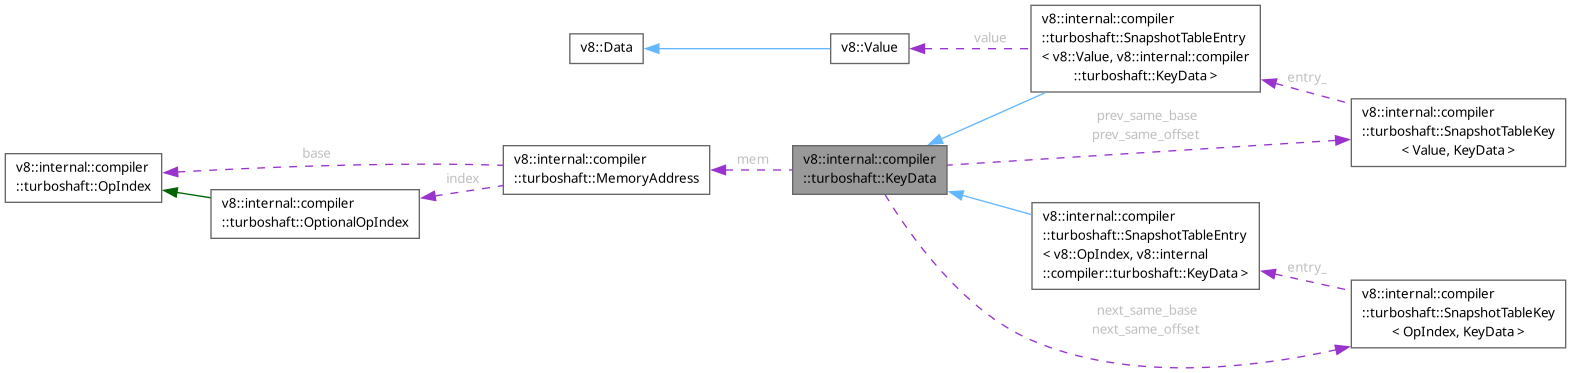 v8::internal::compiler
::turboshaft::SnapshotTableEntry
< v8::Value, v8::internal::compiler
::turboshaft::KeyData >
v8::Data
v8::Value
value
entry_
v8::internal::compiler
::turboshaft::SnapshotTableKey
< Value, KeyData >
prev_same_base
prev_same_offset
v8::internal::compiler
::turboshaft::OpIndex
base
v8::internal::compiler
::turboshaft::MemoryAddress
mem
v8::internal::compiler
::turboshaft::KeyData
index
v8::internal::compiler
::turboshaft::OptionalOpIndex
v8::internal::compiler
::turboshaft::SnapshotTableEntry
< v8::OpIndex, v8::internal
::compiler::turboshaft::KeyData >
entry_
v8::internal::compiler
::turboshaft::SnapshotTableKey
< OpIndex, KeyData >
next_same_base
next_same_offset